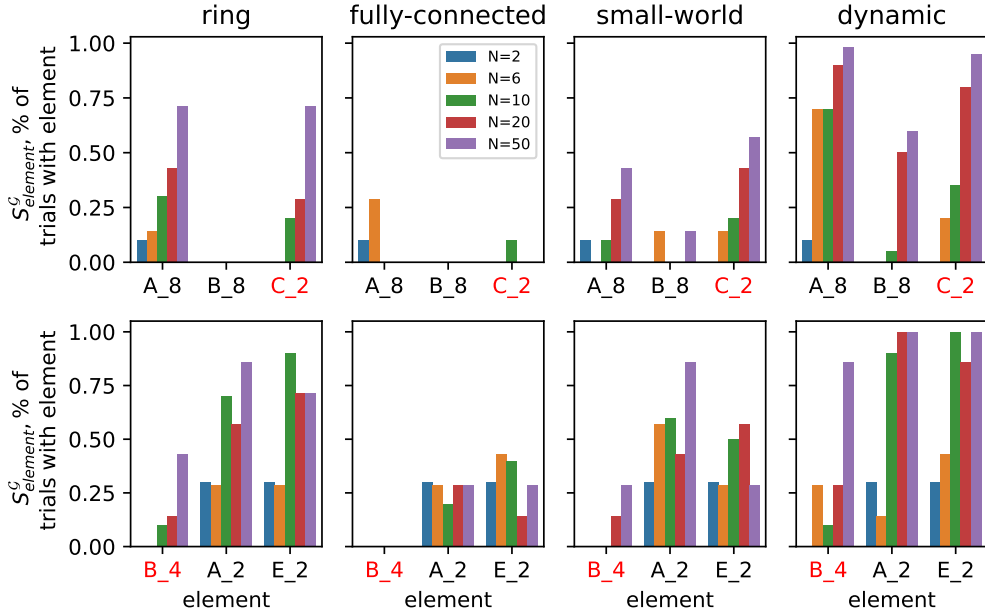 ring fully-connected small-world dynamic
1.00
0.75
0.50
0.25
0.00
S^G_element, % of
trials with element
N=2
N=6
N=10
N=20
N=50
A_8 B_8 C_2 A_8 B_8 C_2 A_8 B_8 C_2 A_8 B_8 C_2
1.00
0.75
0.50
0.25
0.00
S^G_element, % of
trials with element
B_4 A_2 E_2 B_4 A_2 E_2 B_4 A_2 E_2 B_4 A_2 E_2
element element element element